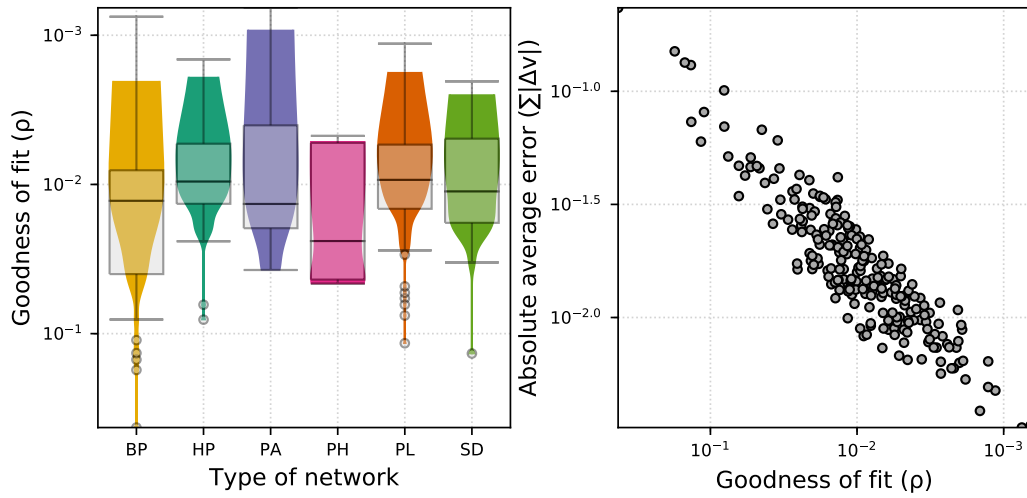 Goodness of fit (ρ)
10⁻³
10⁻²
10⁻¹
BP HP PA PH PL SD
Type of network
Absolute average error (∑|Δv|)
10⁻¹·⁰
10⁻¹·⁵
10⁻²·⁰
10⁻¹ 10⁻² 10⁻³
Goodness of fit (ρ)